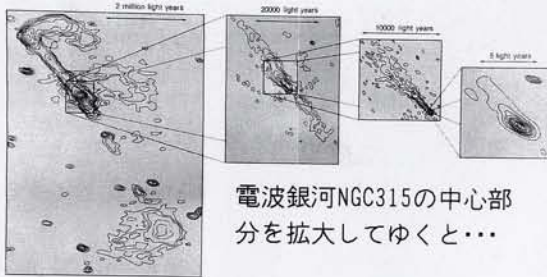 2 million light years
20000 light years
10000 light years
5 light years
電波銀河NGC315の中心部
分を拡大してゆくと･･･